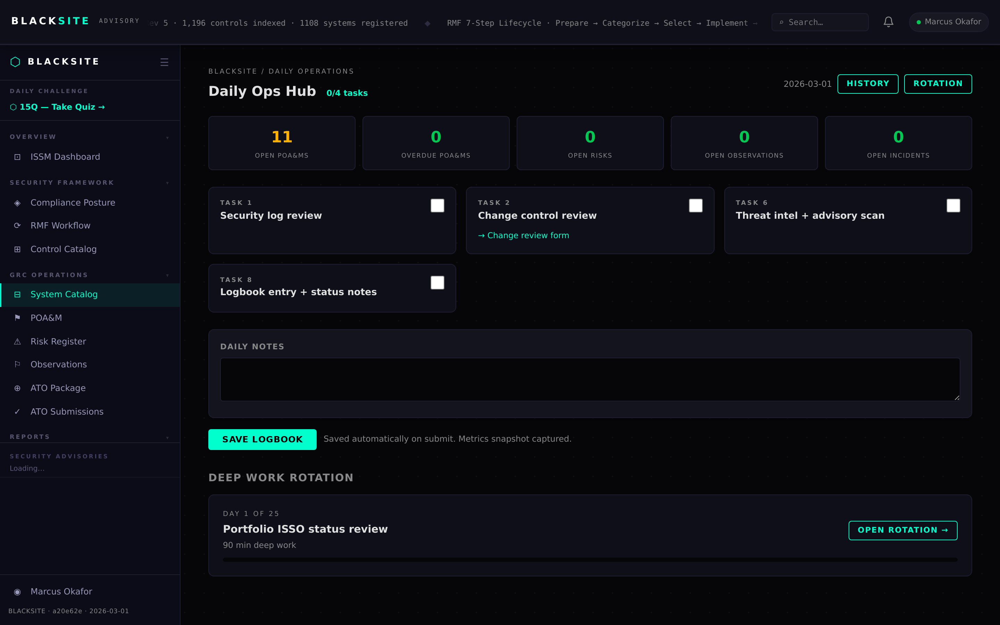 BLACKSITE ADVISORY
5 · 1,196 controls indexed · 1108 systems registered ◆ RMF 7-Step Lifecycle · Prepare → Categorize → Select → Implement →
Search…
Marcus Okafor
BLACKSITE
DAILY CHALLENGE
15Q — Take Quiz →
OVERVIEW
ISSM Dashboard
SECURITY FRAMEWORK
Compliance Posture
RMF Workflow
Control Catalog
GRC OPERATIONS
System Catalog
POA&M
Risk Register
Observations
ATO Package
ATO Submissions
REPORTS
SECURITY ADVISORIES
Loading…
Marcus Okafor
BLACKSITE · a20e62e · 2026-03-01
BLACKSITE / DAILY OPERATIONS
Daily Ops Hub 0/4 tasks
2026-03-01
HISTORY
ROTATION
11
OPEN POA&MS
0
OVERDUE POA&MS
0
OPEN RISKS
0
OPEN OBSERVATIONS
0
OPEN INCIDENTS
TASK 1
Security log review
TASK 2
Change control review
→ Change review form
TASK 6
Threat intel + advisory scan
TASK 8
Logbook entry + status notes
DAILY NOTES
SAVE LOGBOOK
Saved automatically on submit. Metrics snapshot captured.
DEEP WORK ROTATION
DAY 1 OF 25
Portfolio ISSO status review
90 min deep work
OPEN ROTATION →